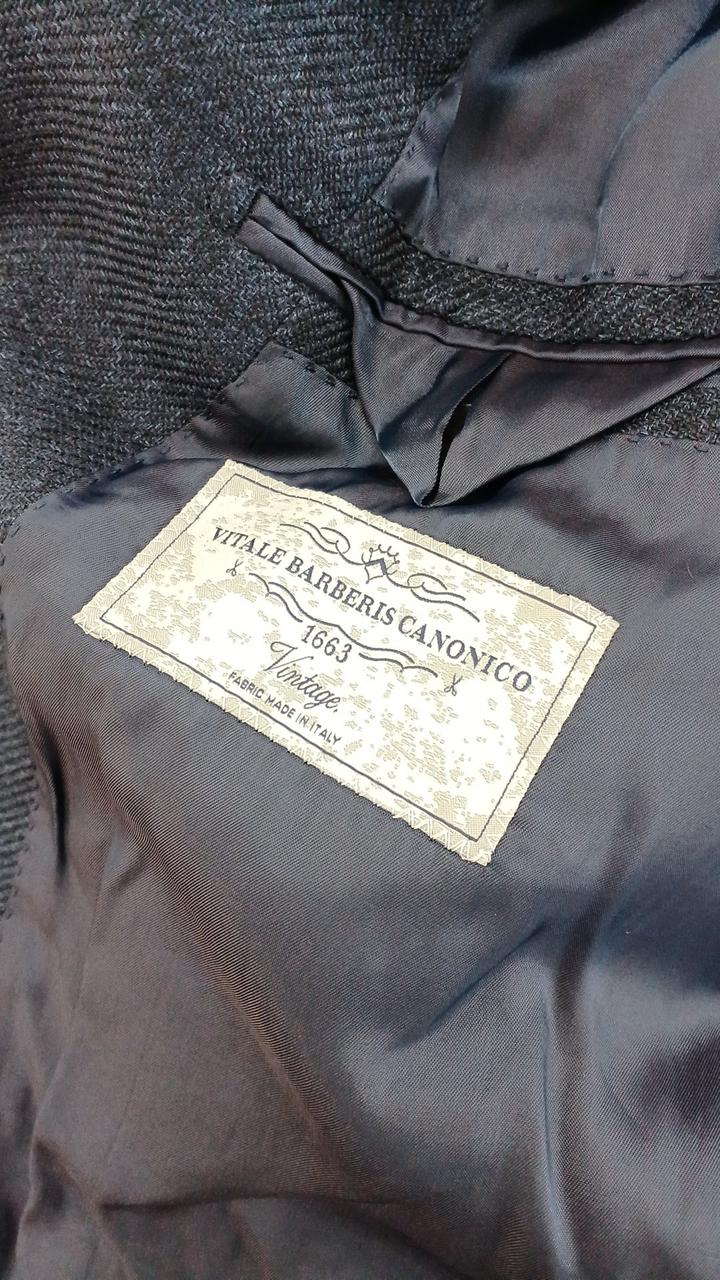 VITALE BARBERIS CANONICO
1663
Vintage.
FABRIC MADE IN ITALY